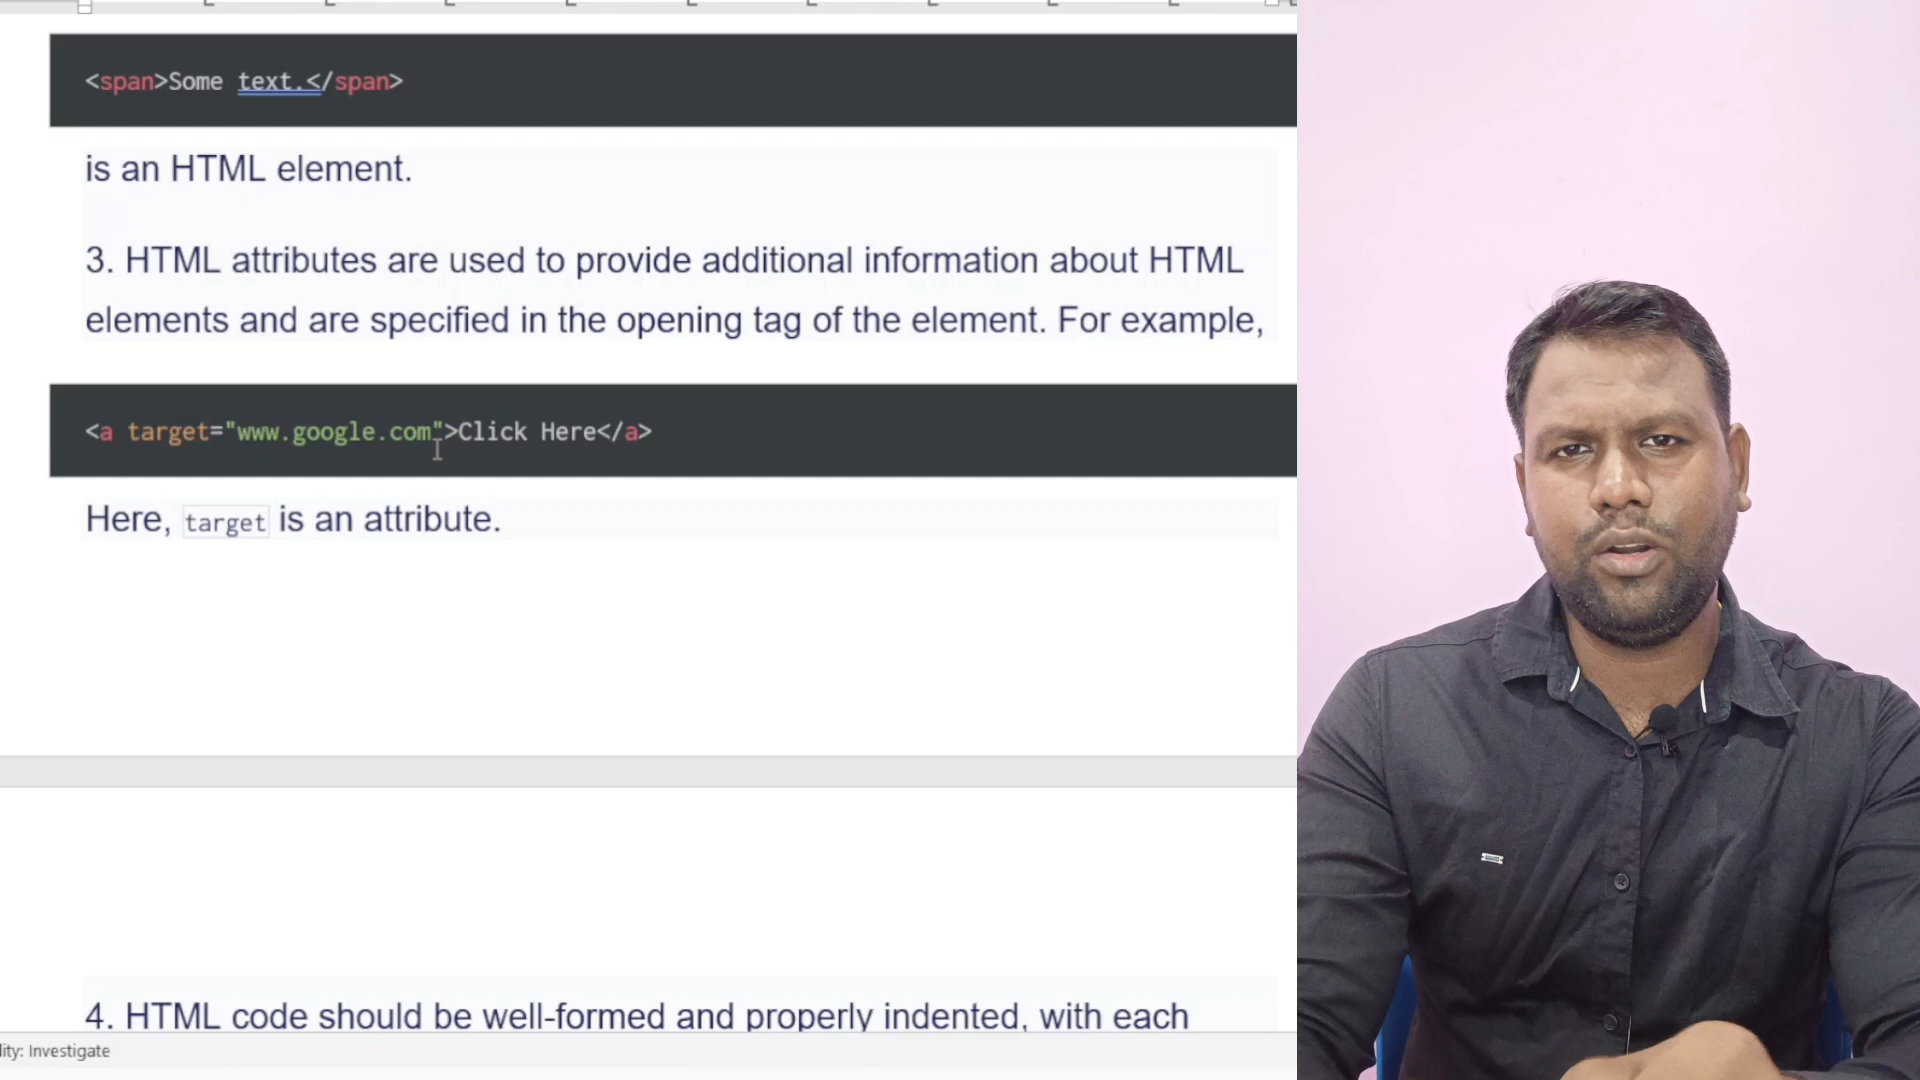 <span>Some text.</span>
is an HTML element.
3. HTML attributes are used to provide additional information about HTML
elements and are specified in the opening tag of the element. For example,
<a target="www.google.com">Click Here</a>
Here, target is an attribute.
4. HTML code should be well-formed and properly indented, with each
lity: Investigate